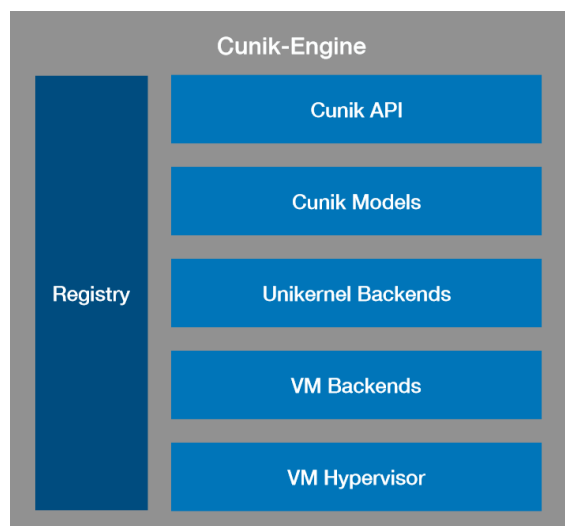 Cunik-Engine
Registry
Cunik API
Cunik Models
Unikernel Backends
VM Backends
VM Hypervisor